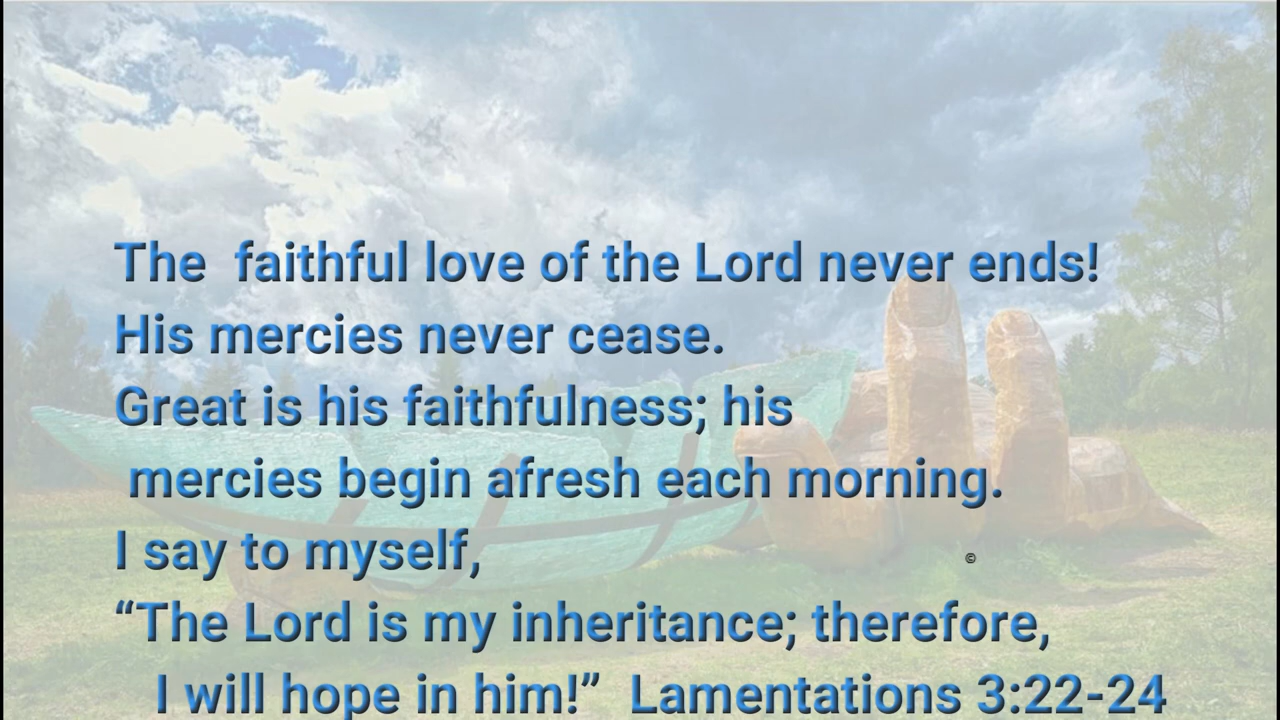 The  faithful love of the Lord never ends!
His mercies never cease.
Great is his faithfulness; his
mercies begin afresh each morning.
I say to myself,
©
“The Lord is my inheritance; therefore,
I will hope in him!”  Lamentations 3:22-24